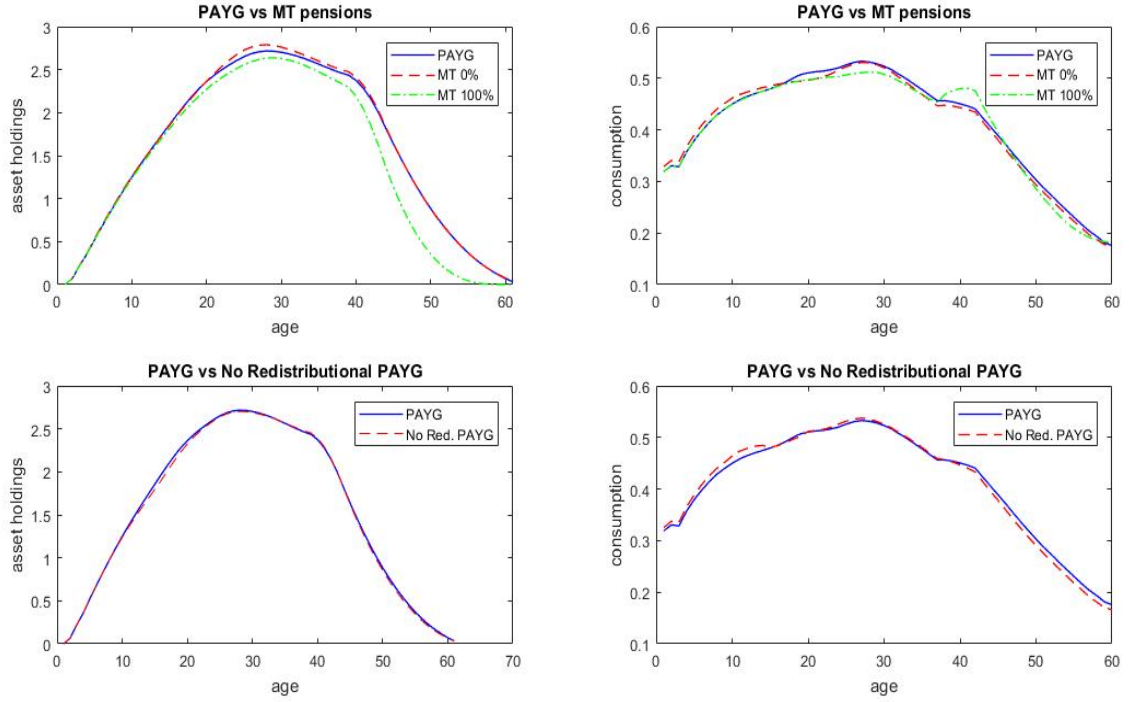 PAYG vs MT pensions
3
2.5
2
1.5
1
0.5
0
asset holdings
0 10 20 30 40 50 60
age
PAYG
MT 0%
MT 100%
PAYG vs MT pensions
0.6
0.5
0.4
0.3
0.2
0.1
consumption
0 10 20 30 40 50 60
age
PAYG
MT 0%
MT 100%
PAYG vs No Redistributional PAYG
3
2.5
2
1.5
1
0.5
0
asset holdings
0 10 20 30 40 50 60 70
age
PAYG
No Red. PAYG
PAYG vs No Redistributional PAYG
0.6
0.5
0.4
0.3
0.2
0.1
consumption
0 10 20 30 40 50 60
age
PAYG
No Red. PAYG